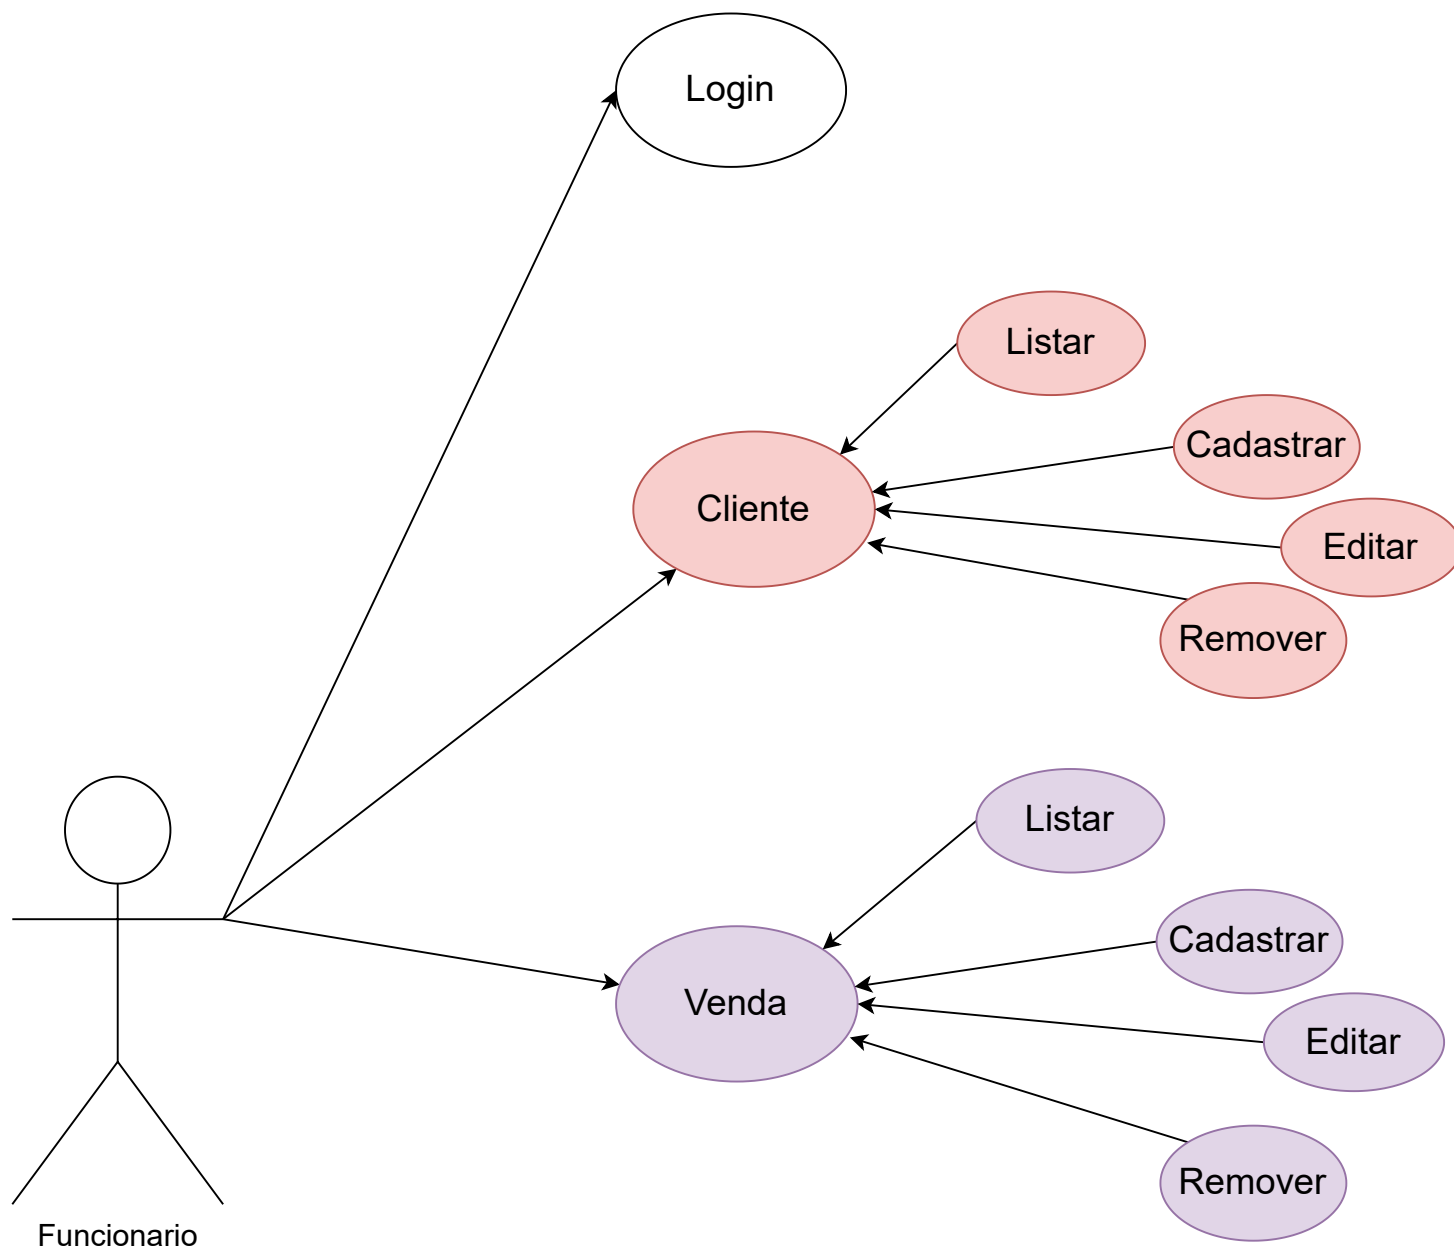 Login
Listar
Cadastrar
Cliente
Editar
Remover
Listar
Cadastrar
Venda
Editar
Remover
Funcionario